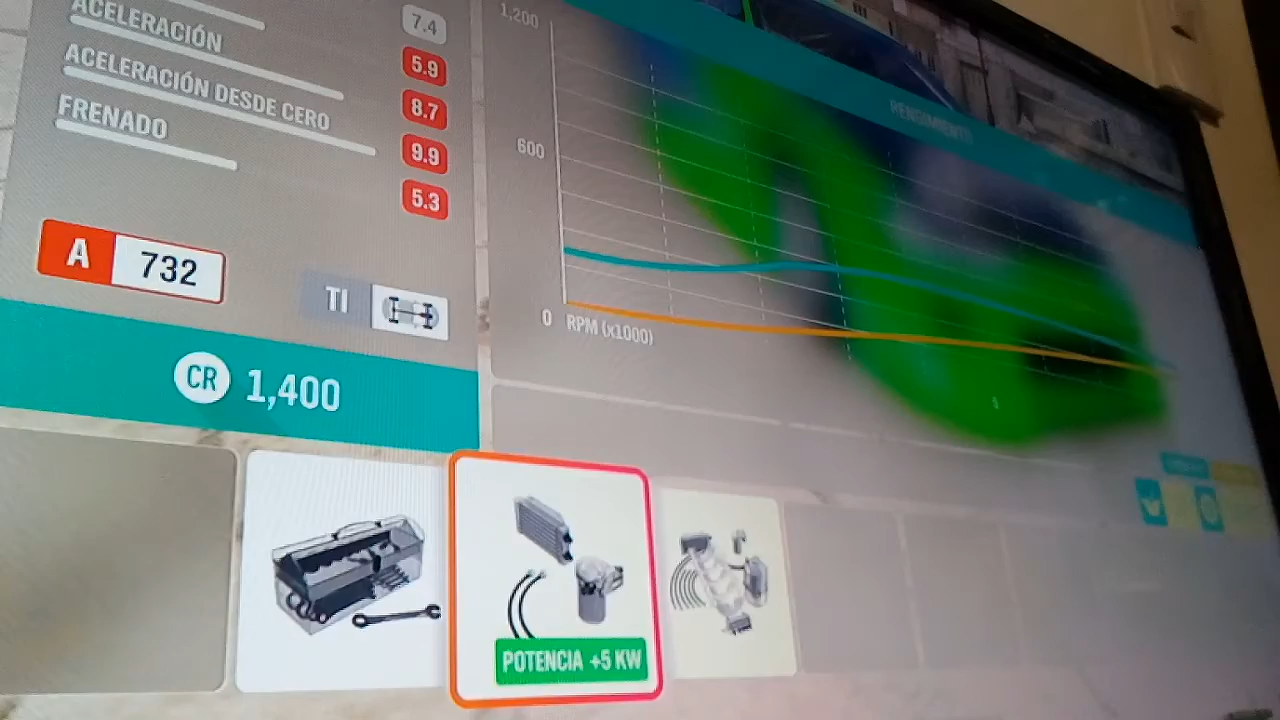 ACELERACIÓN
ACELERACIÓN DESDE CERO
FRENADO
7.4
5.9
8.7
9.9
5.3
A 732
TI
CR 1,400
1,200
600
0 RPM (x1000)
RENDIMIENTO
POTENCIA +5 KW